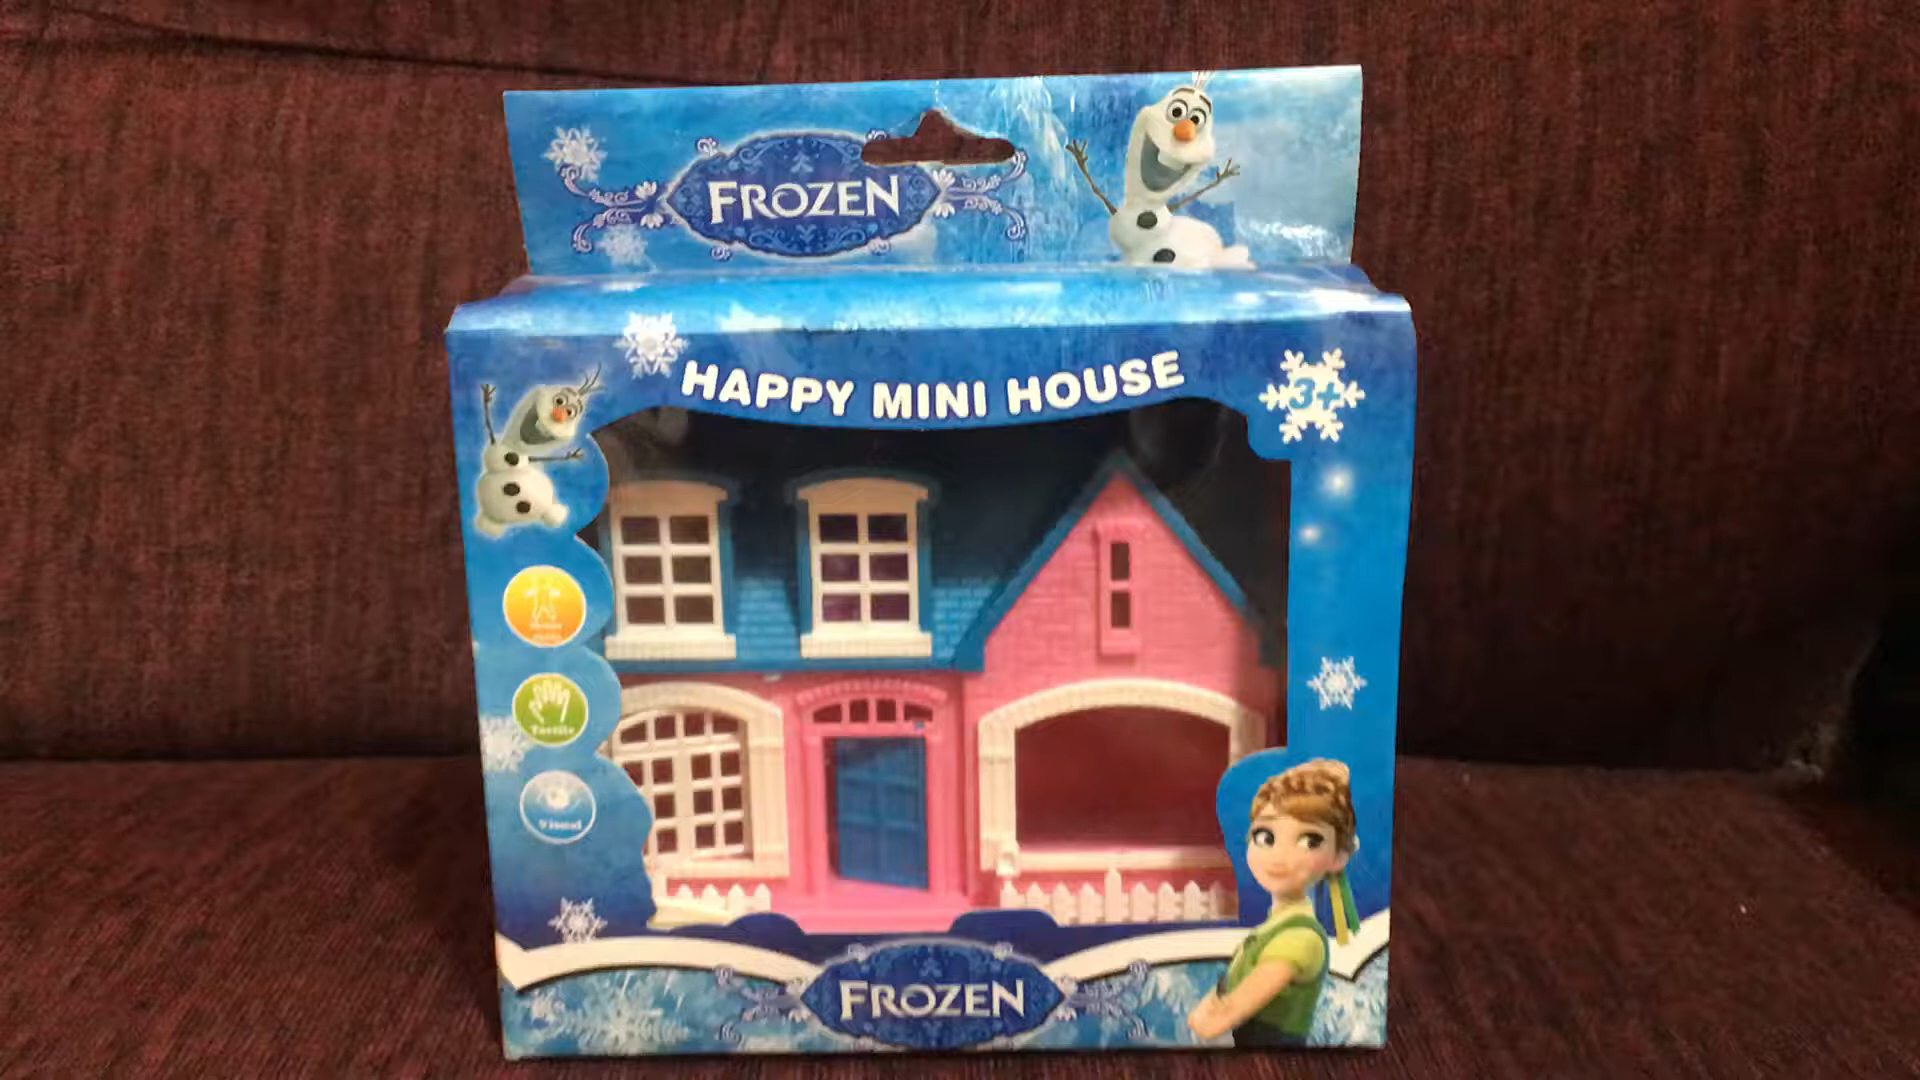 FROZEN
HAPPY MINI HOUSE
3+
Tactile
Visual
FROZEN